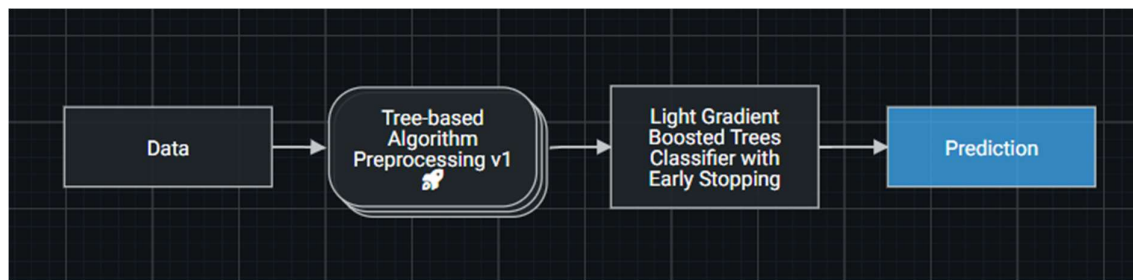 Data
Tree-based
Algorithm
Preprocessing v1
Light Gradient
Boosted Trees
Classifier with
Early Stopping
Prediction